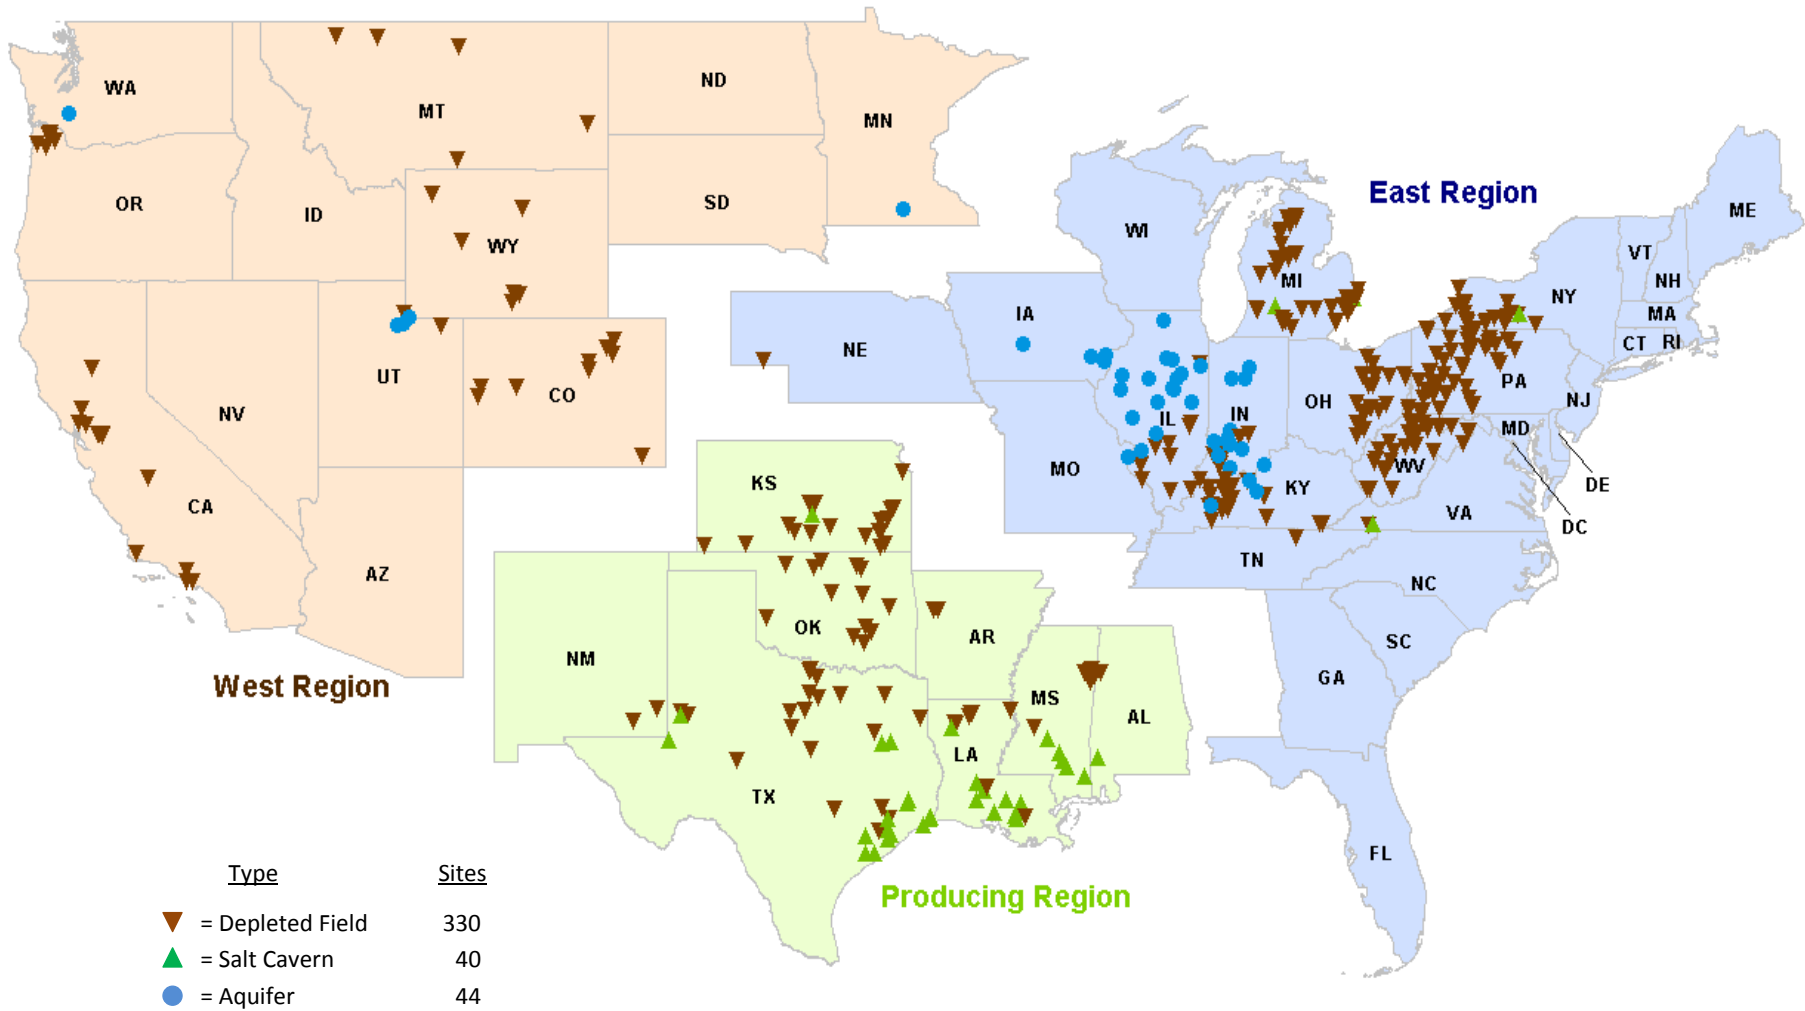 WA
MT
ND
MN
OR
ID
WY
SD
East Region
WI
MI
ME
VT
NH
NY
MA
CT RI
IA
NE
UT
CO
NV
IL
IN
OH
PA
NJ
MD
MO
WV
KY
DE
VA
DC
KS
CA
AZ
TN
NC
OK
AR
NM
SC
West Region
GA
MS
AL
LA
TX
FL
Producing Region
Type Sites
= Depleted Field 330
= Salt Cavern 40
= Aquifer 44